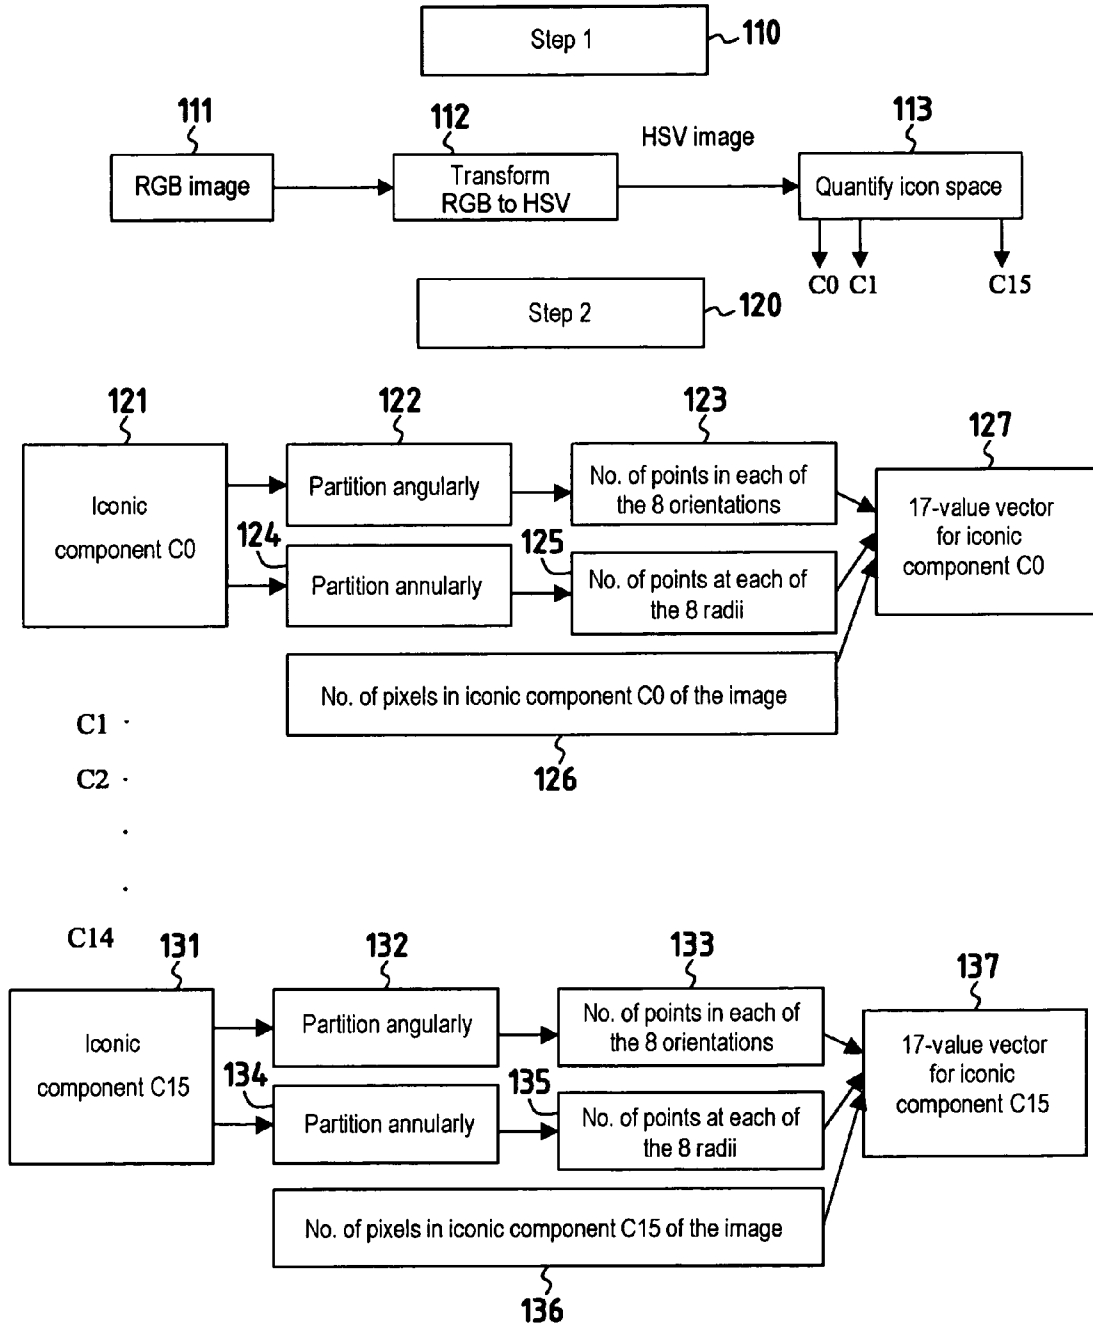 Step 1
110
111
112
113
HSV image
RGB image
Transform
RGB to HSV
Quantify icon space
C0 C1 C15
Step 2
120
121
122
123
127
Iconic
component C0
Partition angularly
No. of points in each of
the 8 orientations
17-value vector
for iconic
component C0
124
125
Partition annularly
No. of points at each of
the 8 radii
No. of pixels in iconic component C0 of the image
126
C1
C2
C14
131
132
133
137
Iconic
component C15
Partition angularly
No. of points in each of
the 8 orientations
17-value vector
for iconic
component C15
134
135
Partition annularly
No. of points at each of
the 8 radii
No. of pixels in iconic component C15 of the image
136